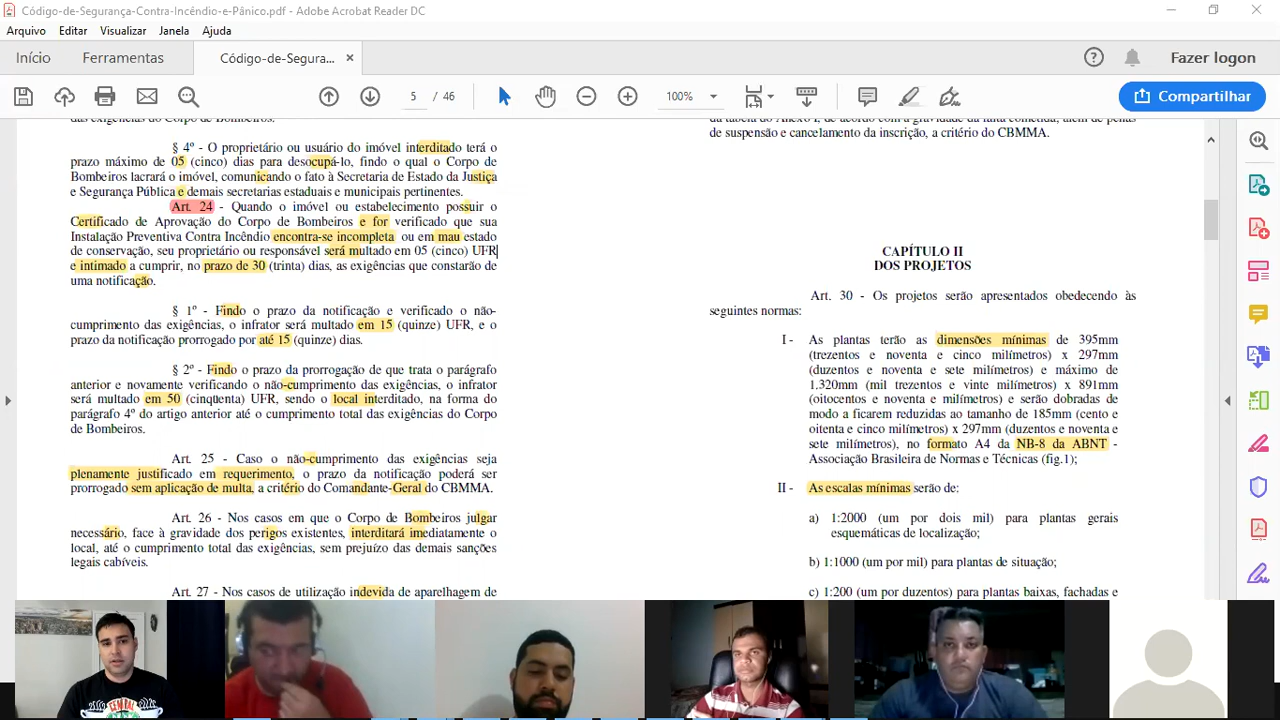 Código-de-Segurança-Contra-Incêndio-e-Pânico.pdf - Adobe Acrobat Reader DC
Arquivo Editar Visualizar Janela Ajuda
Início Ferramentas Código-de-Segura... ×
Fazer logon
5 / 46 100%
Compartilhar
das exigências do Corpo de Bombeiros.
§ 4º - O proprietário ou usuário do imóvel interditado terá o
prazo máximo de 05 (cinco) dias para desocupá-lo, findo o qual o Corpo de
Bombeiros lacrará o imóvel, comunicando o fato à Secretaria de Estado da Justiça
e Segurança Pública e demais secretarias estaduais e municipais pertinentes.
Art. 24 - Quando o imóvel ou estabelecimento possuir o
Certificado de Aprovação do Corpo de Bombeiros e for verificado que sua
Instalação Preventiva Contra Incêndio encontra-se incompleta ou em mau estado
de conservação, seu proprietário ou responsável será multado em 05 (cinco) UFR
e intimado a cumprir, no prazo de 30 (trinta) dias, as exigências que constarão de
uma notificação.
§ 1º - Findo o prazo da notificação e verificado o não-
cumprimento das exigências, o infrator será multado em 15 (quinze) UFR, e o
prazo da notificação prorrogado por até 15 (quinze) dias.
§ 2º - Findo o prazo da prorrogação de que trata o parágrafo
anterior e novamente verificando o não-cumprimento das exigências, o infrator
será multado em 50 (cinqüenta) UFR, sendo o local interditado, na forma do
parágrafo 4º do artigo anterior até o cumprimento total das exigências do Corpo
de Bombeiros.
Art. 25 - Caso o não-cumprimento das exigências seja
plenamente justificado em requerimento, o prazo da notificação poderá ser
prorrogado sem aplicação de multa, a critério do Comandante-Geral do CBMMA.
Art. 26 - Nos casos em que o Corpo de Bombeiros julgar
necessário, face à gravidade dos perigos existentes, interditará imediatamente o
local, até o cumprimento total das exigências, sem prejuízo das demais sanções
legais cabíveis.
Art. 27 - Nos casos de utilização indevida de aparelhagem de
da tabela do Anexo I, de acordo com a gravidade da falta cometida, além de penas
de suspensão e cancelamento da inscrição, a critério do CBMMA.
CAPÍTULO II
DOS PROJETOS
Art. 30 - Os projetos serão apresentados obedecendo às
seguintes normas:
I - As plantas terão as dimensões mínimas de 395mm
(trezentos e noventa e cinco milímetros) x 297mm
(duzentos e noventa e sete milímetros) e máximo de
1.320mm (mil trezentos e vinte milímetros) x 891mm
(oitocentos e noventa e milímetros) e serão dobradas de
modo a ficarem reduzidas ao tamanho de 185mm (cento e
oitenta e cinco milímetros) x 297mm (duzentos e noventa e
sete milímetros), no formato A4 da NB-8 da ABNT -
Associação Brasileira de Normas e Técnicas (fig.1);
II - As escalas mínimas serão de:
a) 1:2000 (um por dois mil) para plantas gerais
esquemáticas de localização;
b) 1:1000 (um por mil) para plantas de situação;
c) 1:200 (um por duzentos) para plantas baixas, fachadas e
CENTRAL PERK